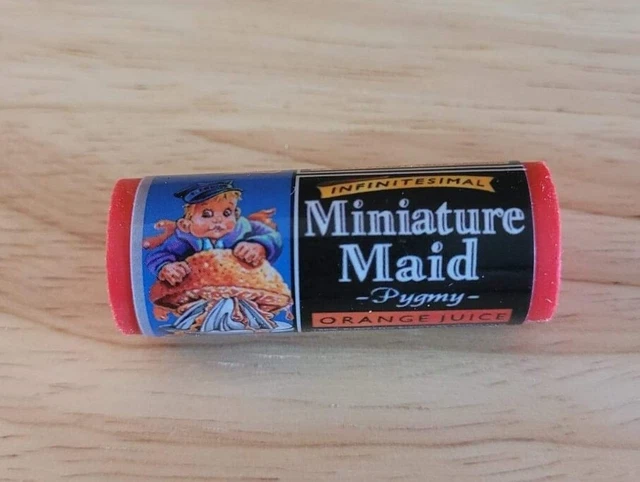 INFINITESIMAL
Miniature
Maid
-Pygmy-
ORANGE JUICE